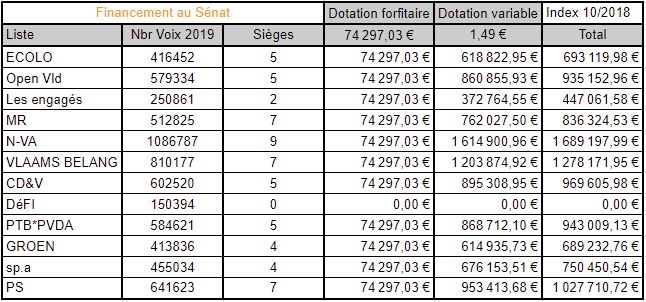 Financement au Sénat Dotation forfitaire Dotation variable Index 10/2018
Liste Nbr Voix 2019 Sièges 74 297,03 € 1,49 € Total
ECOLO 416452 5 74 297,03 € 618 822,95 € 693 119,98 €
Open Vld 579334 5 74 297,03 € 860 855,93 € 935 152,96 €
Les engagés 250861 2 74 297,03 € 372 764,55 € 447 061,58 €
MR 512825 7 74 297,03 € 762 027,50 € 836 324,53 €
N-VA 1086787 9 74 297,03 € 1 614 900,96 € 1 689 197,99 €
VLAAMS BELANG 810177 7 74 297,03 € 1 203 874,92 € 1 278 171,95 €
CD&V 602520 5 74 297,03 € 895 308,95 € 969 605,98 €
DéFI 150394 0 0,00 € 0,00 € 0,00 €
PTB*PVDA 584621 5 74 297,03 € 868 712,10 € 943 009,13 €
GROEN 413836 4 74 297,03 € 614 935,73 € 689 232,76 €
sp.a 455034 4 74 297,03 € 676 153,51 € 750 450,54 €
PS 641623 7 74 297,03 € 953 413,68 € 1 027 710,72 €